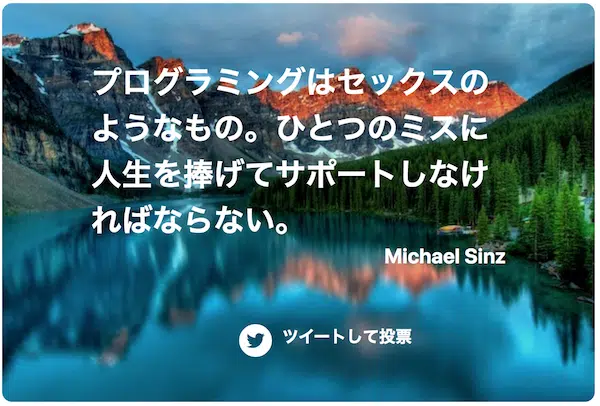 プログラミングはセックスの
ようなもの。ひとつのミスに
人生を捧げてサポートしなけ
ればならない。
Michael Sinz
ツイートして投票